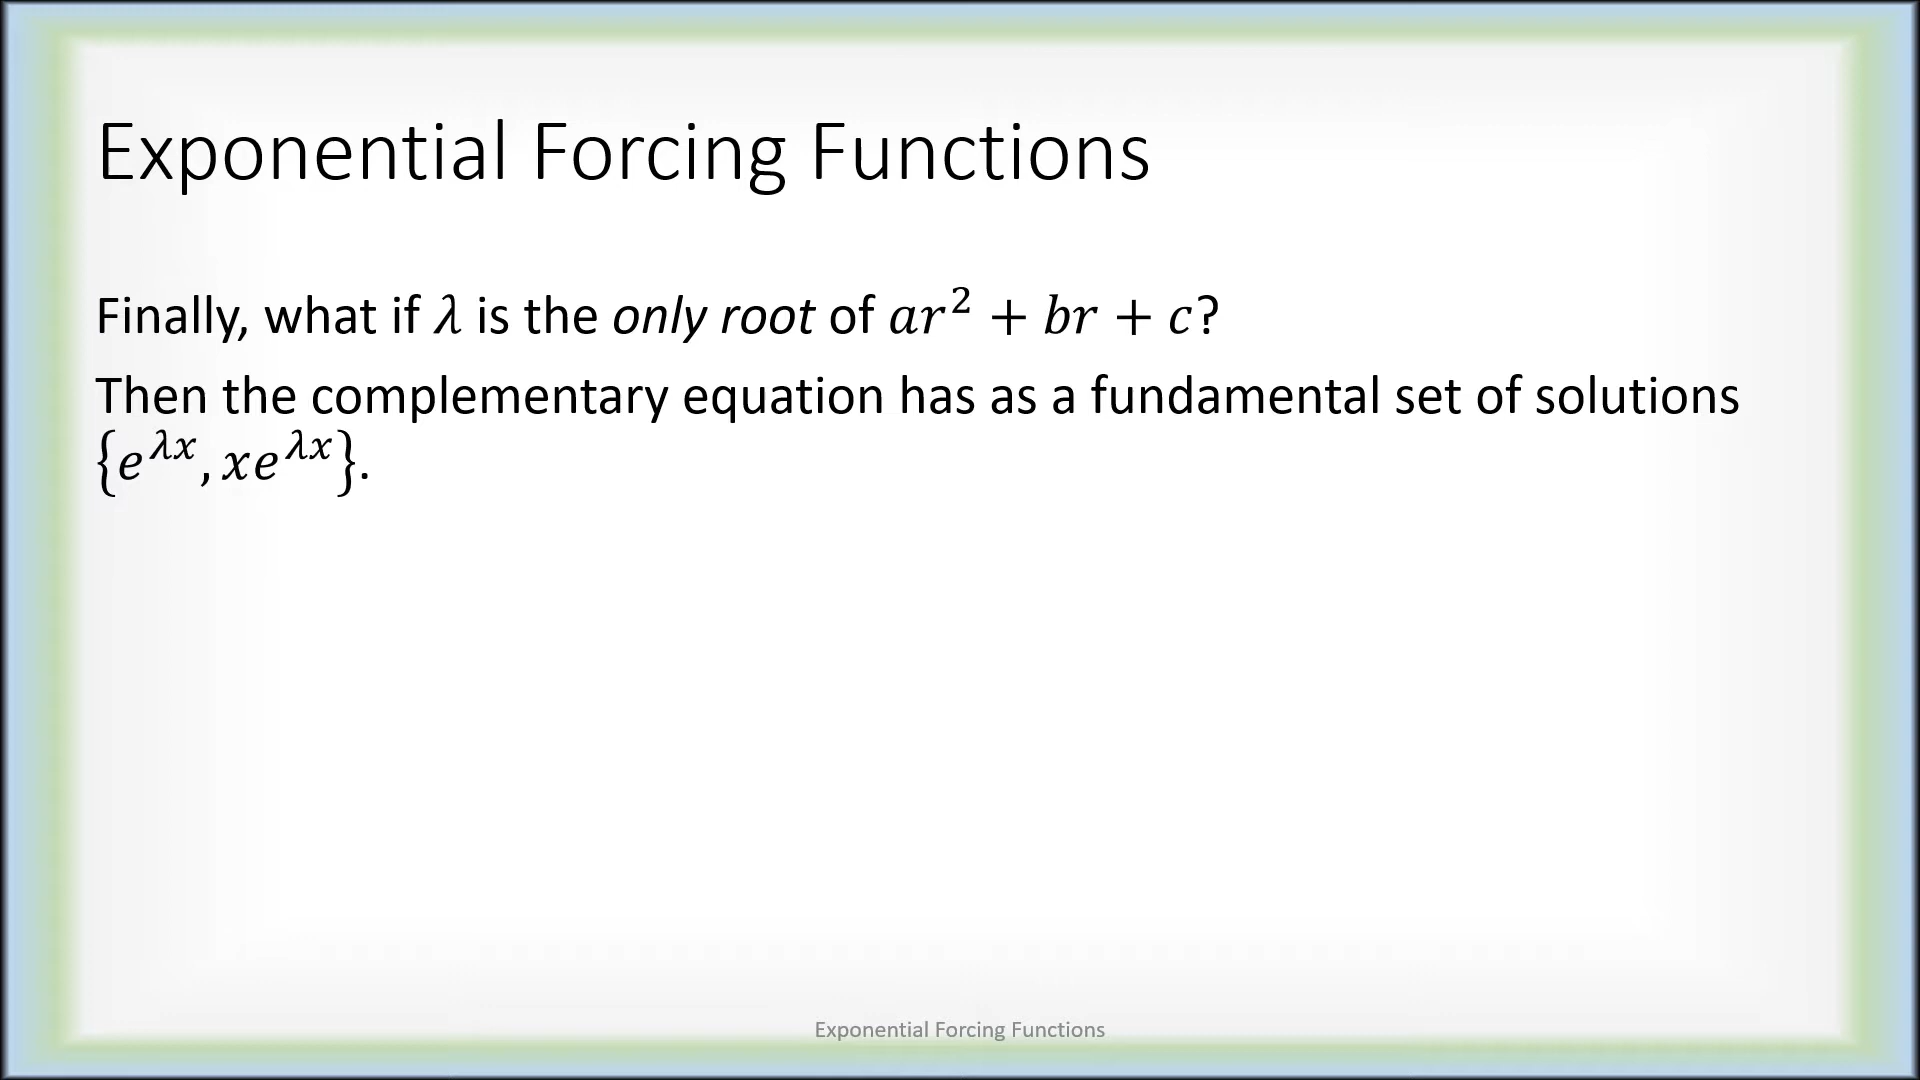 Exponential Forcing Functions
Finally, what if λ is the only root of ar² + br + c?
Then the complementary equation has as a fundamental set of solutions
{e^{λx}, xe^{λx}}.
Exponential Forcing Functions